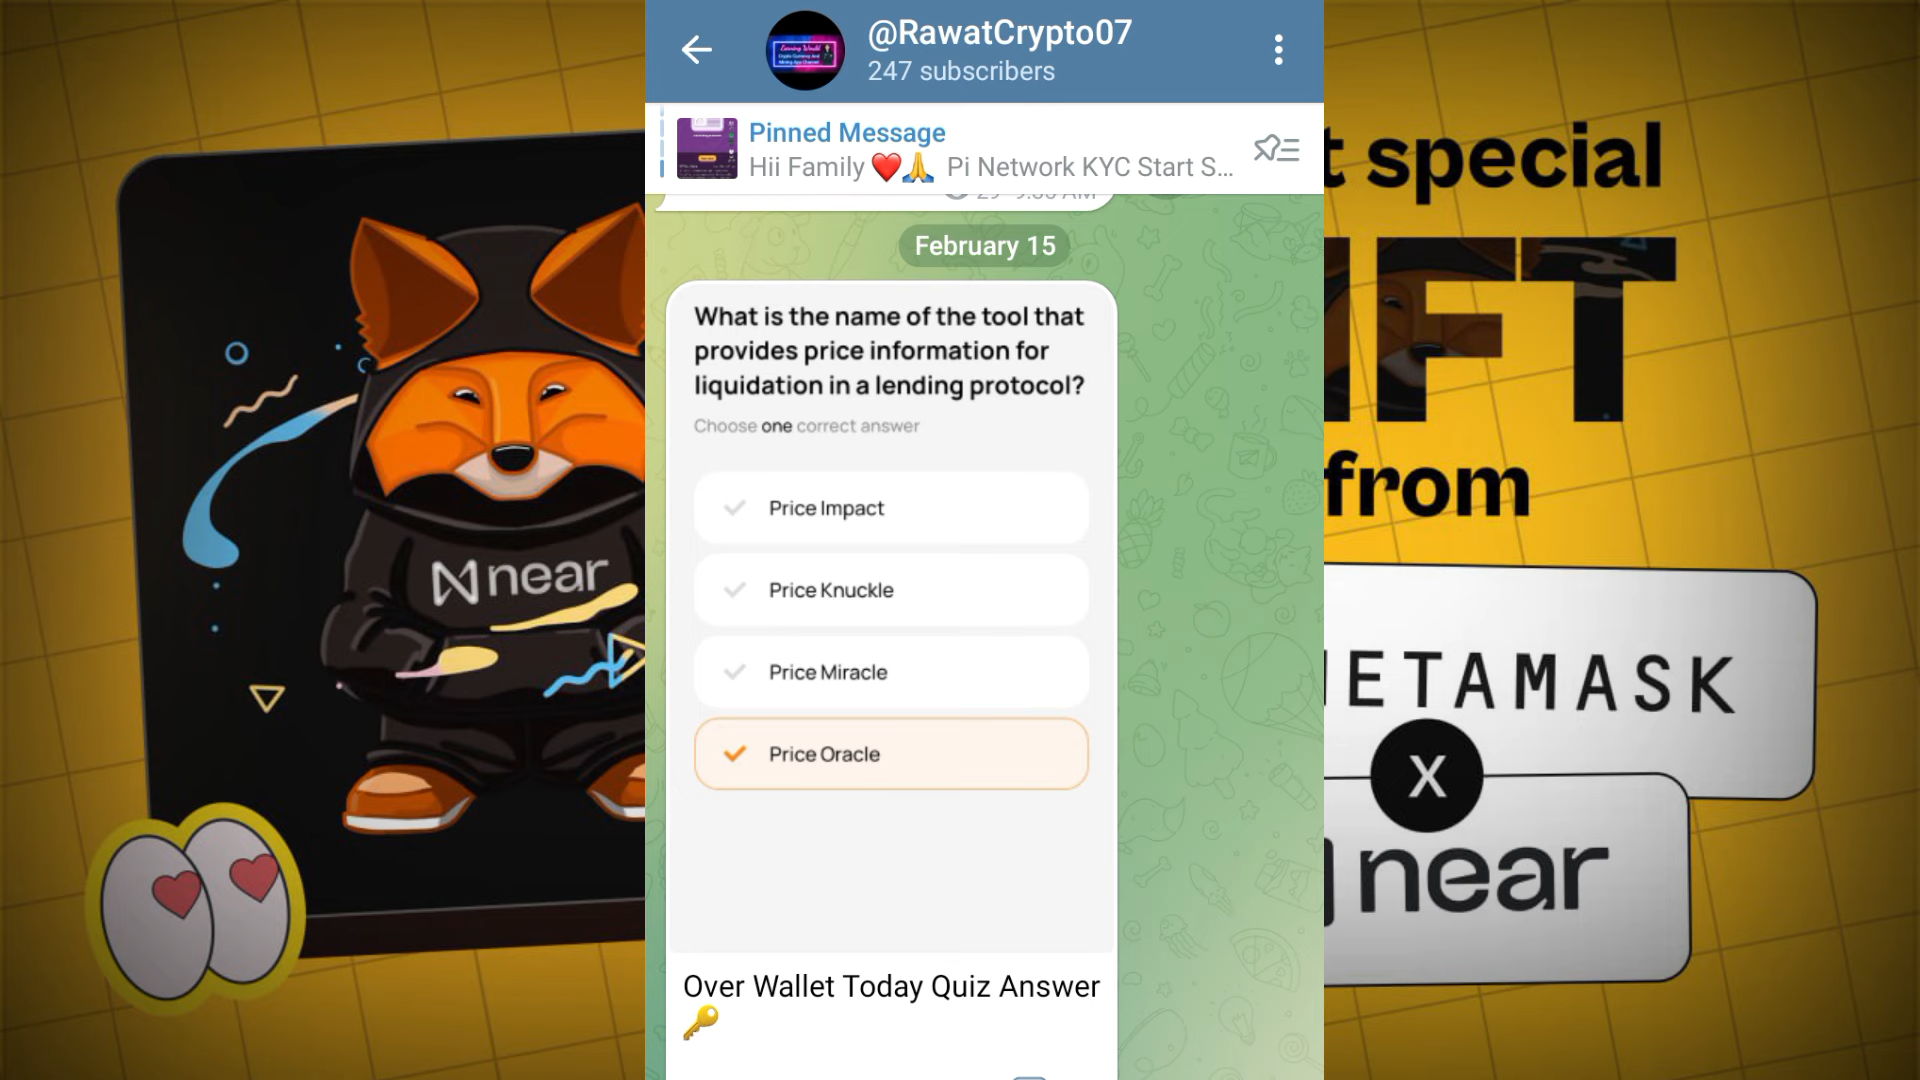 @RawatCrypto07
247 subscribers
Pinned Message
Hii Family ❤️🙏 Pi Network KYC Start S...
February 15
What is the name of the tool that
provides price information for
liquidation in a lending protocol?
Choose one correct answer
Price Impact
Price Knuckle
Price Miracle
Price Oracle
Over Wallet Today Quiz Answer
🔑
near
t special
FT
from
ETAMASK
X
near